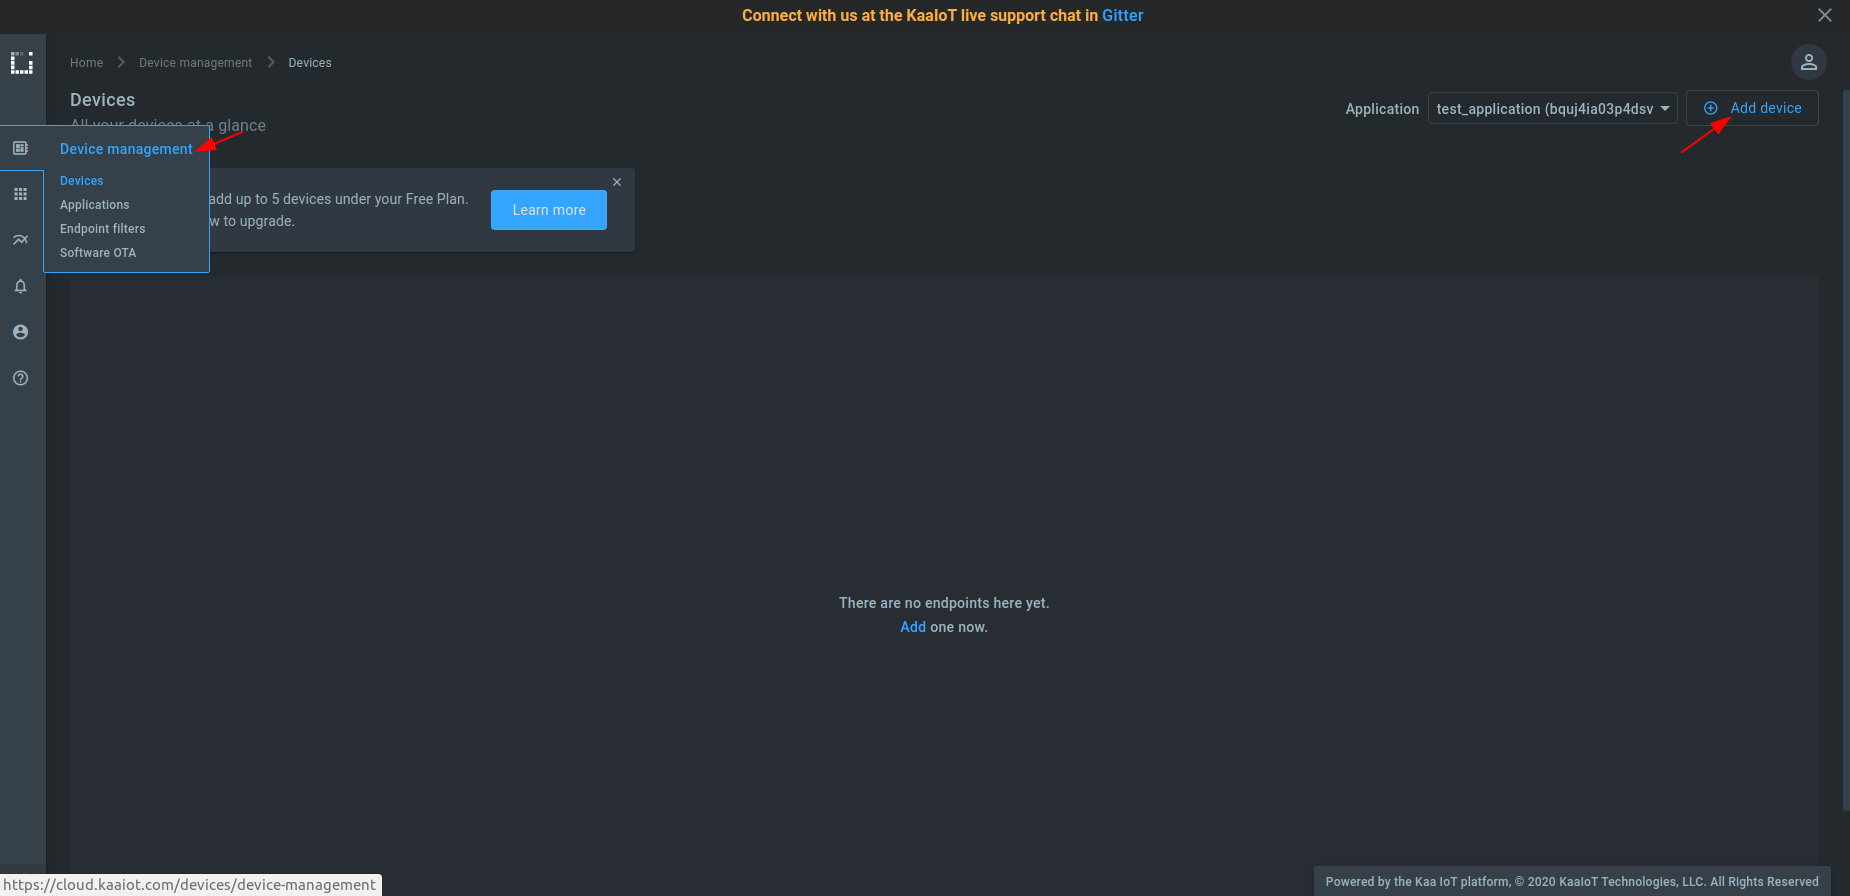 Connect with us at the KaaIoT live support chat in Gitter
Home Device management Devices
Devices
All your devices at a glance
Application test_application (bquj4ia03p4dsv Add device
Device management
Devices
Applications
Endpoint filters
Software OTA
add up to 5 devices under your Free Plan.
w to upgrade.
Learn more
There are no endpoints here yet.
Add one now.
https://cloud.kaaiot.com/devices/device-management
Powered by the Kaa IoT platform, © 2020 KaaIoT Technologies, LLC. All Rights Reserved